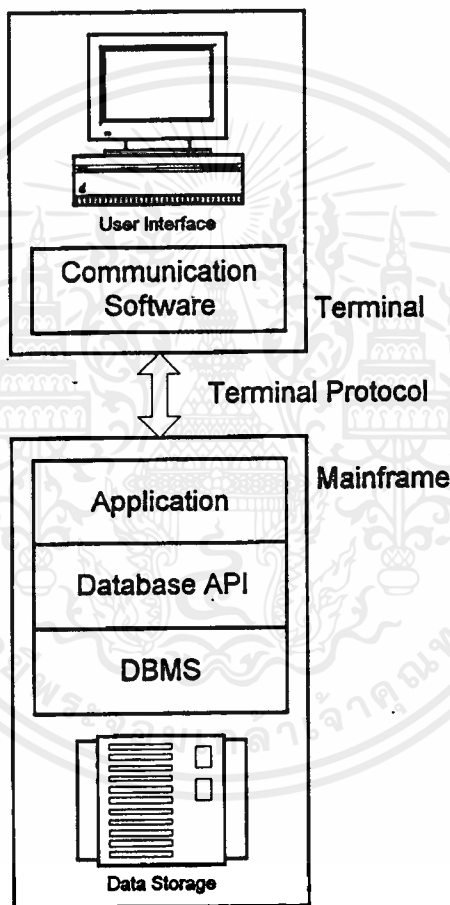 User Interface
Communication
Software
Terminal
Terminal Protocol
Mainframe
Application
Database API
DBMS
Data Storage